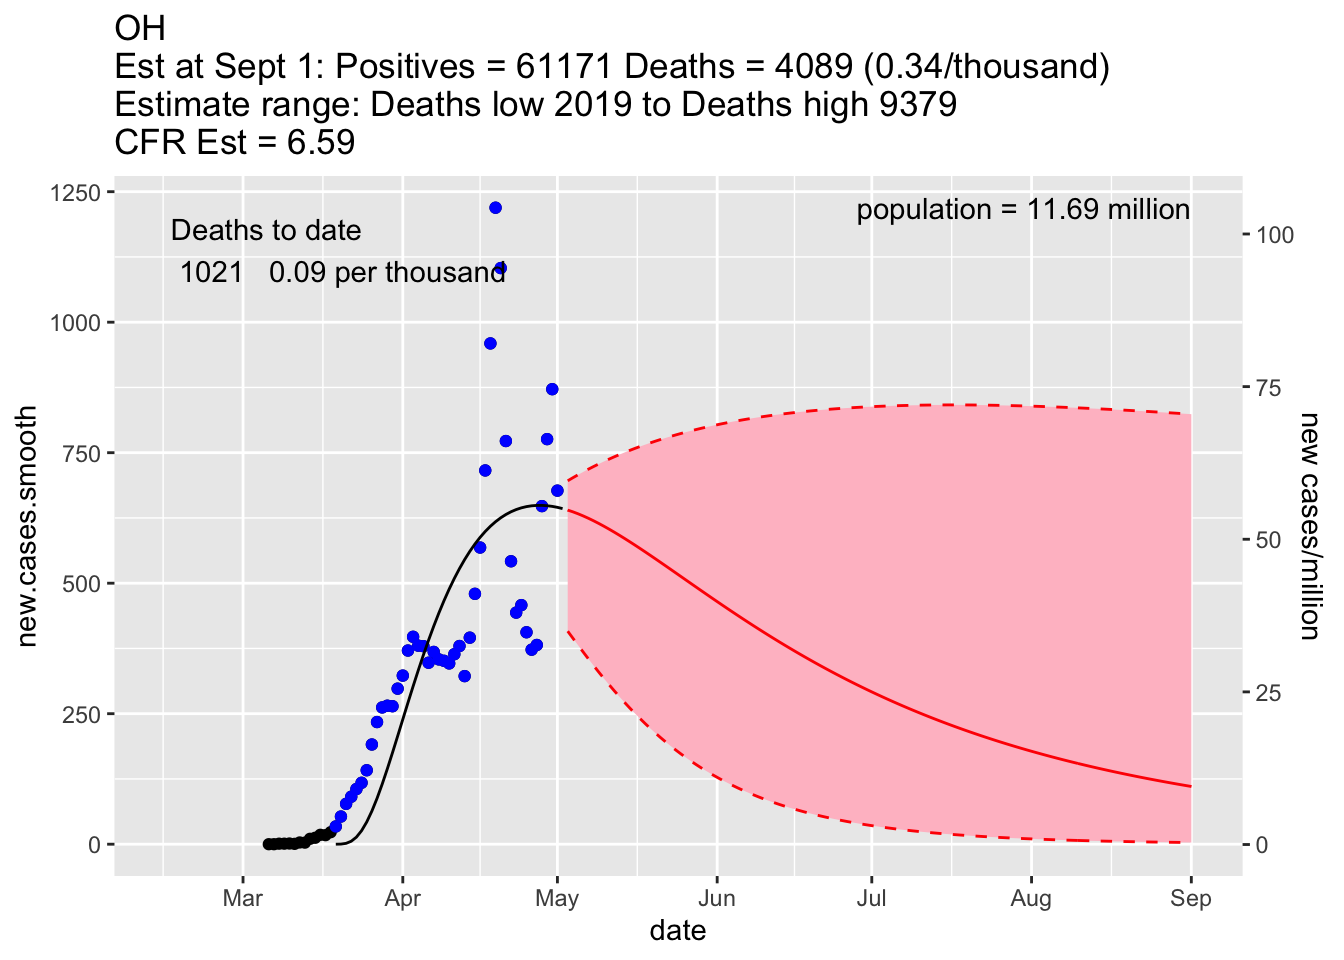 OH
Est at Sept 1: Positives = 61171 Deaths = 4089 (0.34/thousand)
Estimate range: Deaths low 2019 to Deaths high 9379
CFR Est = 6.59
Deaths to date
1021 0.09 per thousand
population = 11.69 million
1250
1000
750
500
250
0
new.cases.smooth
100
75
50
25
0
new cases/million
Mar Apr May Jun Jul Aug Sep
date